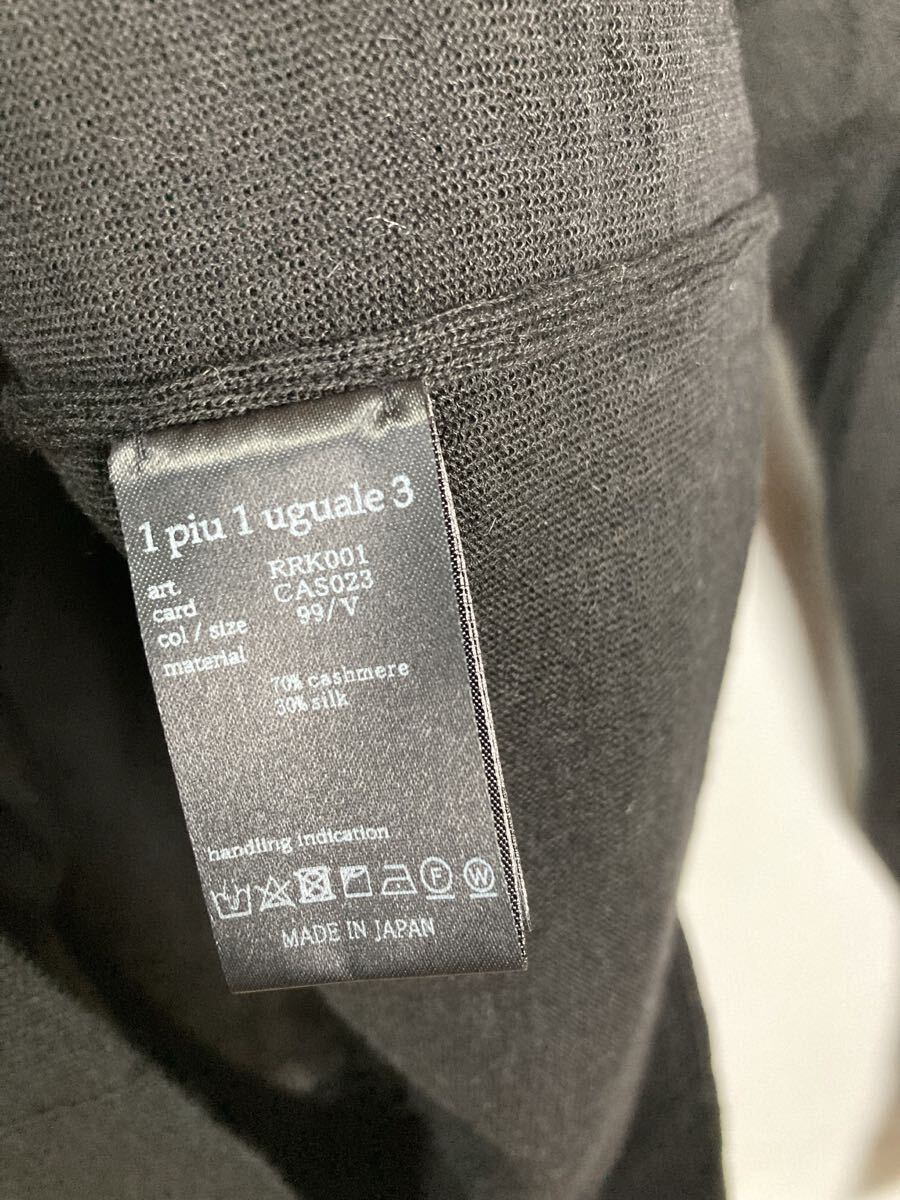 1 piu 1 uguale 3
art. RRK001
card CAS023
col / size 99/V
material
70% cashmere
30% silk
handling indication
F W
MADE IN JAPAN